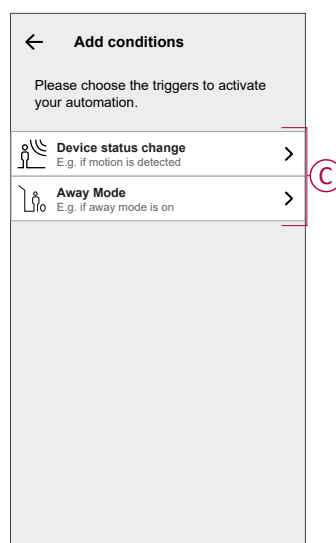 Add conditions
Please choose the triggers to activate
your automation.
Device status change
E.g. if motion is detected
C
Away Mode
E.g. if away mode is on